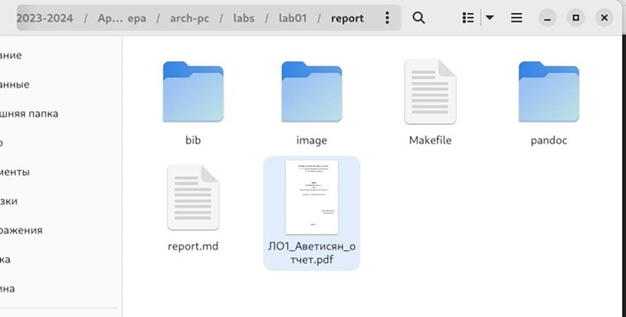 2023-2024 / Ар... ера / arch-pc / labs / lab01 / report
ание
анные
шняя папка
о
менты
зки
ражения
ка
ина
bib
image
Makefile
pandoc
report.md
ЛО1_Аветисян_о
тчет.pdf